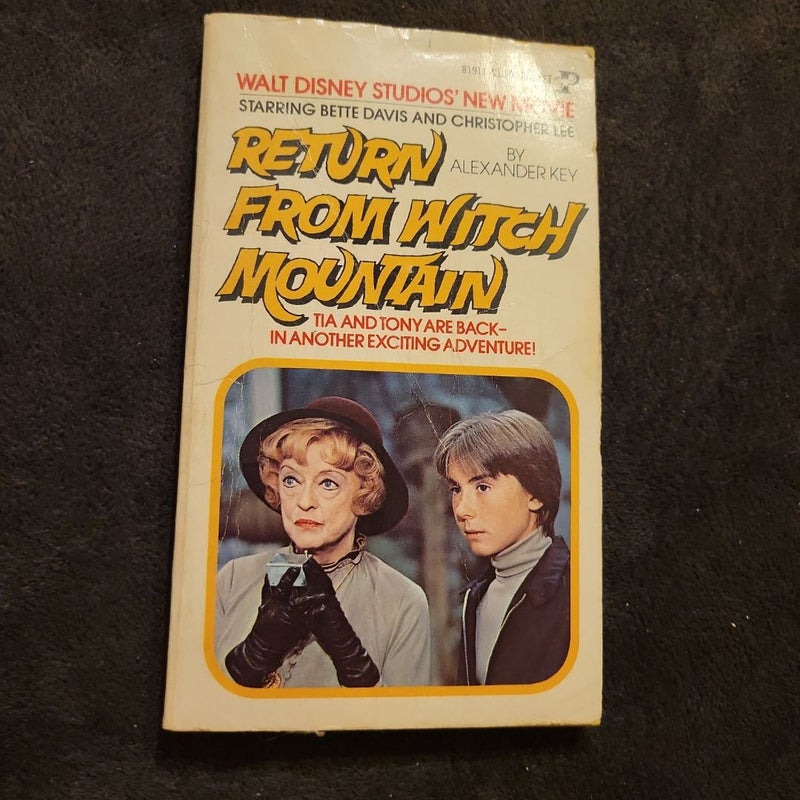 WALT DISNEY STUDIOS' NEW MOVIE
STARRING BETTE DAVIS AND CHRISTOPHER LEE
RETURN
FROM WITCH
MOUNTAIN
BY
ALEXANDER KEY
TIA AND TONY ARE BACK—
IN ANOTHER EXCITING ADVENTURE!